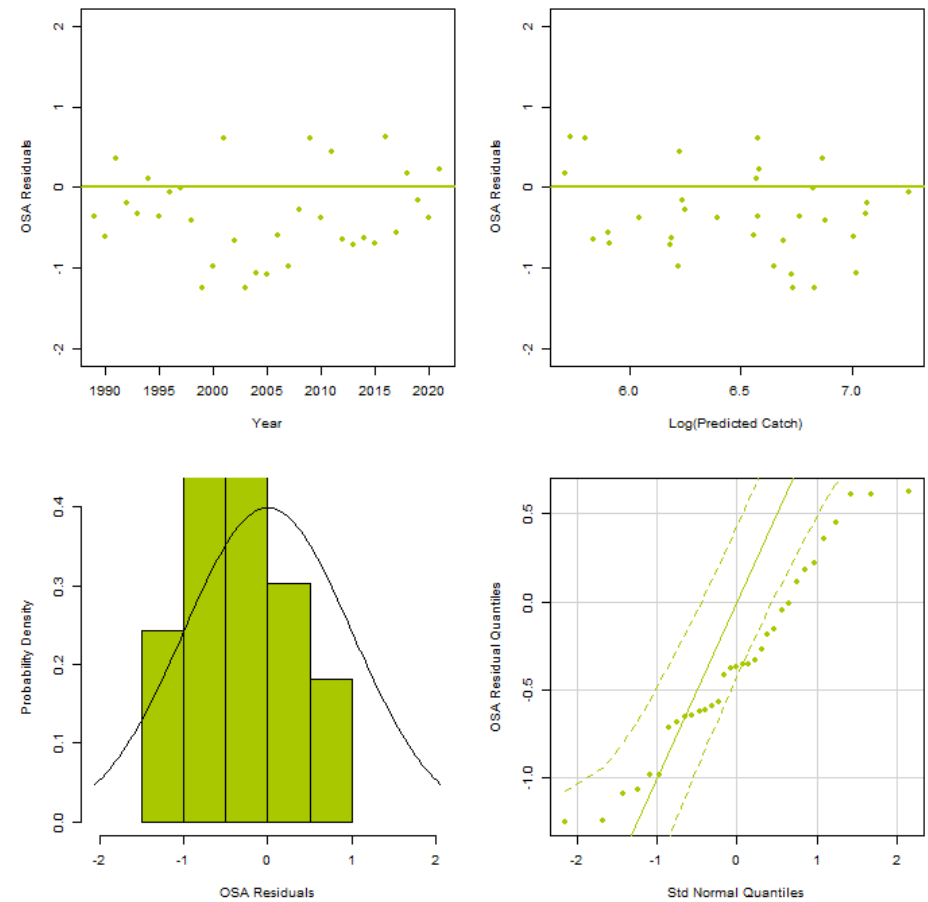 2
1
0
-1
-2
OSA Residuals
1990 1995 2000 2005 2010 2015 2020
Year
2
1
0
-1
-2
OSA Residuals
6.0 6.5 7.0
Log(Predicted Catch)
0.4
0.3
0.2
0.1
0.0
Probability Density
-2 -1 0 1 2
OSA Residuals
0.5
0.0
-0.5
-1.0
OSA Residual Quantiles
-2 -1 0 1 2
Std Normal Quantiles